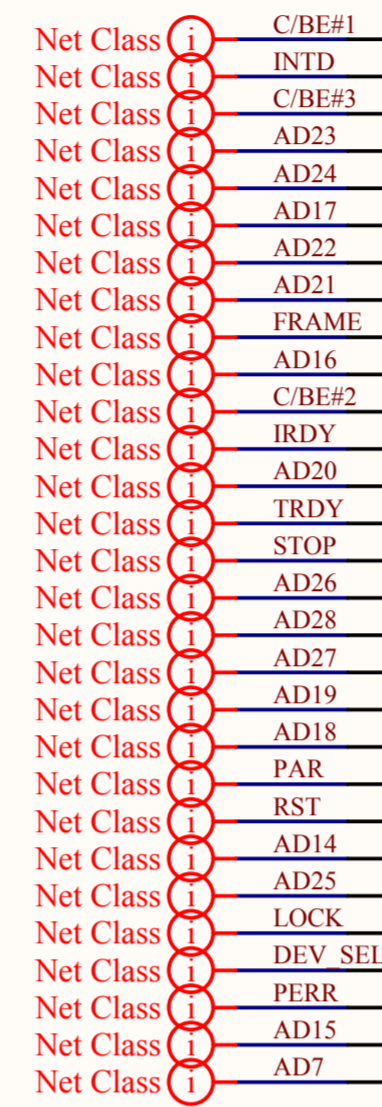 Net Class i C/BE#1
Net Class i INTD
Net Class i C/BE#3
Net Class i AD23
Net Class i AD24
Net Class i AD17
Net Class i AD22
Net Class i AD21
Net Class i FRAME
Net Class i AD16
Net Class i C/BE#2
Net Class i IRDY
Net Class i AD20
Net Class i TRDY
Net Class i STOP
Net Class i AD26
Net Class i AD28
Net Class i AD27
Net Class i AD19
Net Class i AD18
Net Class i PAR
Net Class i RST
Net Class i AD14
Net Class i AD25
Net Class i LOCK
Net Class i DEV_SEL
Net Class i PERR
Net Class i AD15
Net Class i AD7